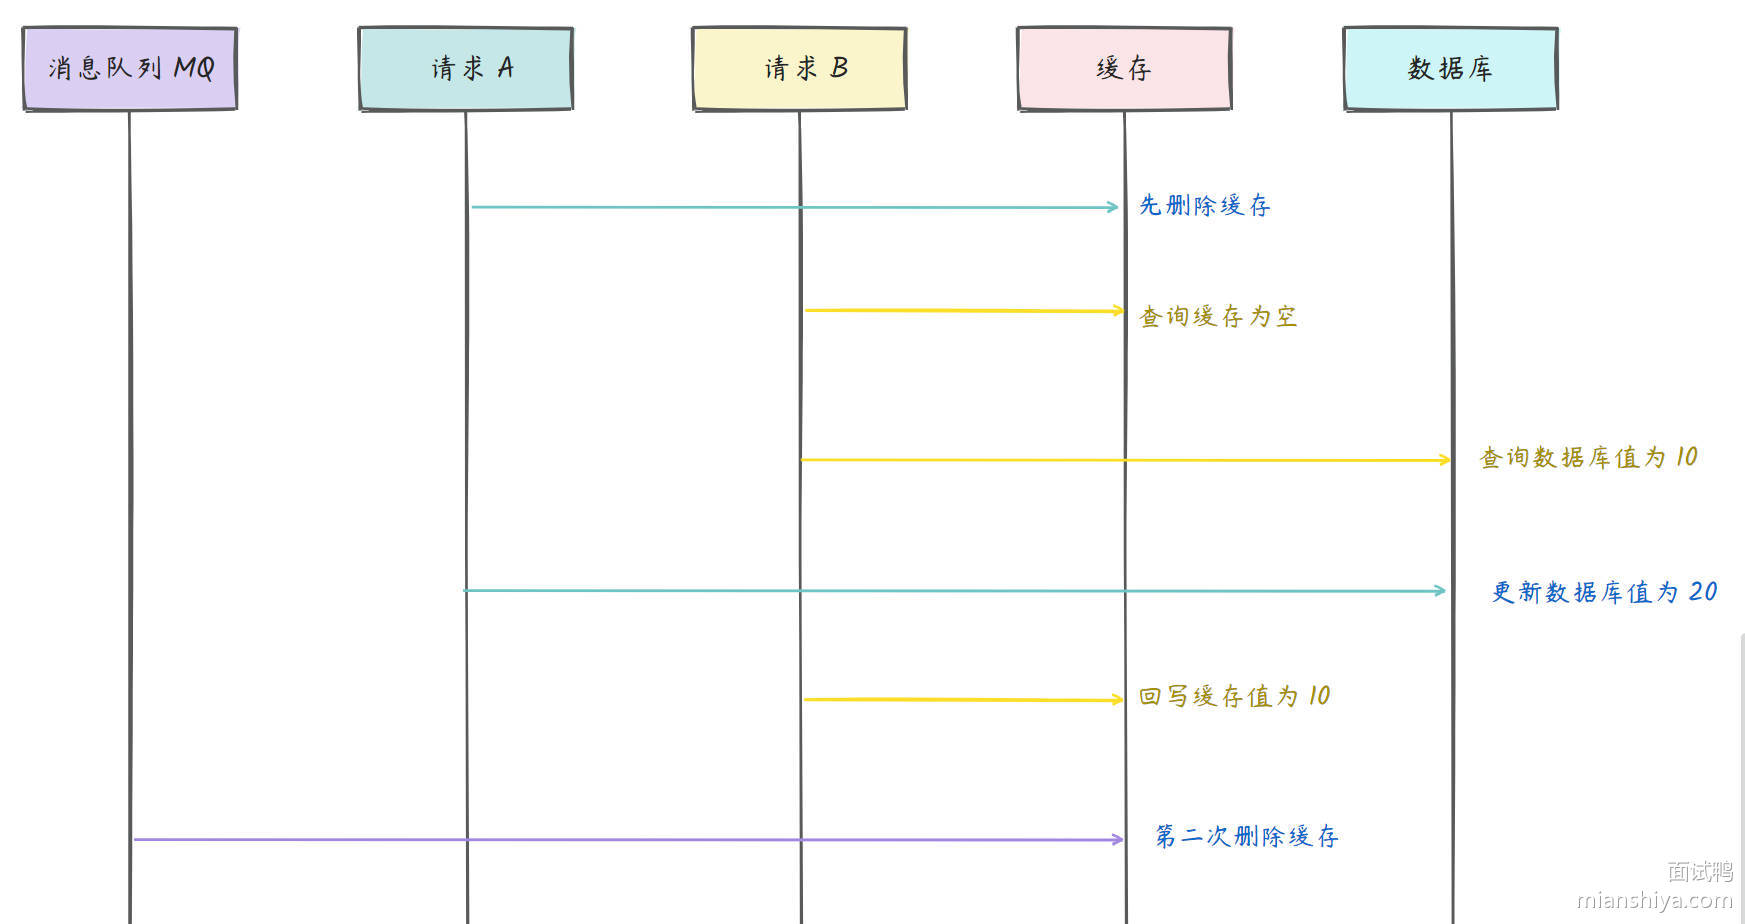 消息队列 MQ
请求 A
请求 B
缓存
数据库
先删除缓存
查询缓存为空
查询数据库值为 10
更新数据库值为 20
回写缓存值为 10
第二次删除缓存
面试鸭
mianshiya.com